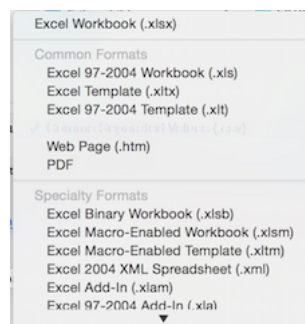 Excel Workbook (.xlsx)
Common Formats
Excel 97-2004 Workbook (.xls)
Excel Template (.xltx)
Excel 97-2004 Template (.xlt)
Web Page (.htm)
PDF
Specialty Formats
Excel Binary Workbook (.xlsb)
Excel Macro-Enabled Workbook (.xlsm)
Excel Macro-Enabled Template (.xltm)
Excel 2004 XML Spreadsheet (.xml)
Excel Add-In (.xlam)
Excel 97-2004 Add-In (.xla)